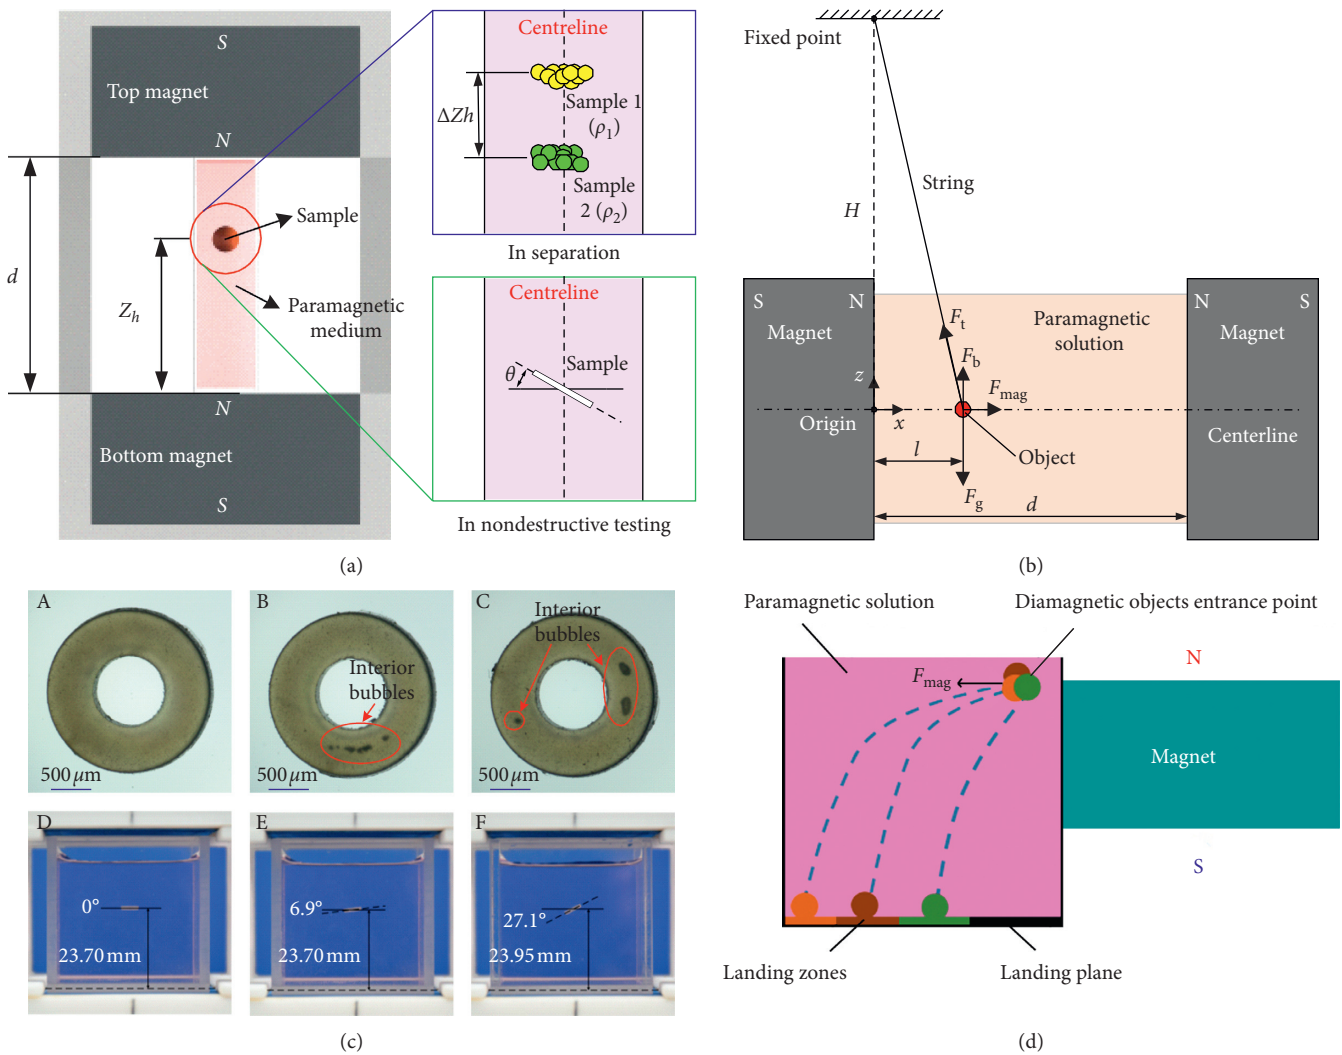 S
Top magnet
N
d
Z_h
Sample
Paramagnetic
medium
N
Bottom magnet
S
Centreline
ΔZh
Sample 1
(ρ₁)
Sample
2 (ρ₂)
In separation
Centreline
θ
Sample
In nondestructive testing
(a)
Fixed point
H
String
S
N
Magnet
Paramagnetic
solution
N
S
Magnet
F_t
F_b
F_mag
z
x
Origin
Centerline
l
Object
F_g
d
(b)
A
500 μm
B
Interior
bubbles
500 μm
C
Interior
bubbles
500 μm
D
0°
23.70 mm
E
6.9°
23.70 mm
F
27.1°
23.95 mm
(c)
Paramagnetic solution
Diamagnetic objects entrance point
F_mag
N
Magnet
S
Landing zones
Landing plane
(d)